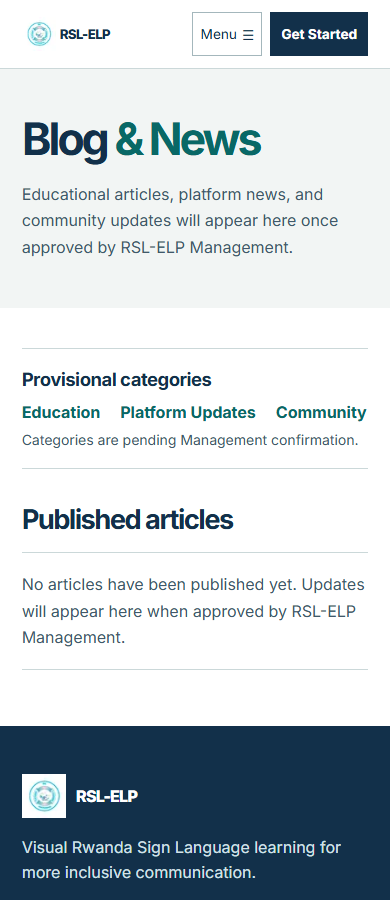 RSL-ELP
Menu ☰
Get Started
Blog & News
Educational articles, platform news, and
community updates will appear here once
approved by RSL-ELP Management.
Provisional categories
Education Platform Updates Community
Categories are pending Management confirmation.
Published articles
No articles have been published yet. Updates
will appear here when approved by RSL-ELP
Management.
RSL-ELP
Visual Rwanda Sign Language learning for
more inclusive communication.